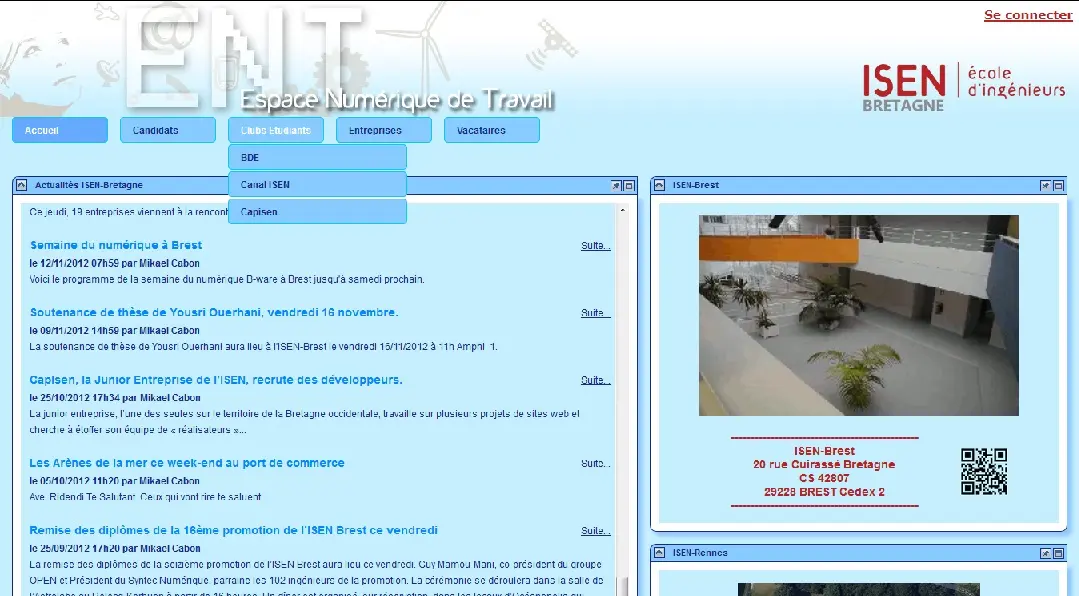 Se connecter
ENT
Espace Numérique de Travail
ISEN
BRETAGNE
école
d'ingénieurs
Accueil
Candidats
Clubs Etudiants
Entreprises
Vacataires
BDE
Canal ISEN
Capisen
Actualités ISEN-Bretagne
Ce jeudi, 19 entreprises viennent à la rencont
Semaine du numérique à Brest
Suite...
le 12/11/2012 07h59 par Mikael Cabon
Voici le programme de la semaine du numérique B-ware à Brest jusqu'à samedi prochain.
Soutenance de thèse de Yousri Ouerhani, vendredi 16 novembre.
Suite...
le 09/11/2012 14h59 par Mikael Cabon
La soutenance de thèse de Yousri Ouerhani aura lieu à l'ISEN-Brest le vendredi 16/11/2012 à 11h Amphi 1.
Capisen, la Junior Entreprise de l'ISEN, recrute des développeurs.
Suite...
le 25/10/2012 17h34 par Mikael Cabon
La junior entreprise, l'une des seules sur le territoire de la Bretagne occidentale, travaille sur plusieurs projets de sites web et
cherche à étoffer son équipe de « réalisateurs »...
Les Arènes de la mer ce week-end au port de commerce
Suite...
le 05/10/2012 11h20 par Mikael Cabon
Ave, Ridendi Te Salutant. Ceux qui vont rire te saluent
Remise des diplômes de la 16ème promotion de l'ISEN Brest ce vendredi
Suite...
le 25/09/2012 17h20 par Mikael Cabon
La remise des diplômes de la seizième promotion de l'ISEN Brest aura lieu ce vendredi. Guy Mamou-Mani, co-président du groupe
OPEN et Président du Syntec Numérique, parraine les 102 ingénieurs de la promotion. La cérémonie se déroulera dans la salle de
ISEN-Brest
ISEN-Brest
20 rue Cuirassé Bretagne
CS 42807
29228 BREST Cedex 2
ISEN-Rennes